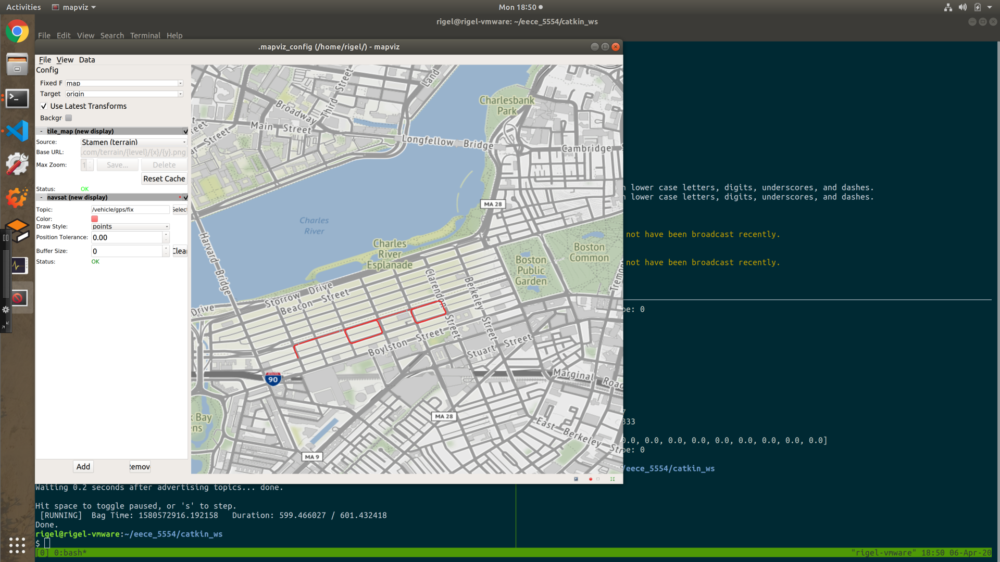 Activities
mapviz
Mon 18:50
rigel@rigel-vmware: ~/eece_5554/catkin_ws
File Edit View Search Terminal Help
.mapviz_config (/home/rigel/) - mapviz
File View Data
Config
Fixed F map
Target origin
Use Latest Transforms
Backgr
- tile_map (new display)
Source: Stamen (terrain)
Base URL: .com/terrain/{level}/{x}/{y}.png
Max Zoom: 1 Save... Delete
Reset Cache
Status: OK
- navsat (new display)
Topic: /vehicle/gps/fix Select
Color:
Draw Style: points
Position Tolerance: 0.00
Buffer Size: 0 Clear
Status: OK
Add Remov
Land
Third Street
Broadway
Main Street
Street
Charlesbank
Park
Longfellow Bridge
Cambridge
MA 28
Charles
River
Harvard Bridge
Charles
River
Esplanade
Boston
Common
Boston
Public
Garden
Tremon
Clarendon Street
Berkeley Street
Storrow Drive
Beacon Street
Drive
Boylston Street
Stuart Street
90
Marginal Road
k Bay
ens
MA 28
East Berkeley Str
MA 9
lower case letters, digits, underscores, and dashes.
lower case letters, digits, underscores, and dashes.
not have been broadcast recently.
not have been broadcast recently.
pe: 0
7
333
0.0, 0.0, 0.0, 0.0, 0.0, 0.0, 0.0, 0.0, 0.0]
pe: 0
/eece_5554/catkin_ws
Waiting 0.2 seconds after advertising topics... done.
Hit space to toggle paused, or 's' to step.
[RUNNING] Bag Time: 1580572916.192158 Duration: 599.466027 / 601.432418
Done.
rigel@rigel-vmware:~/eece_5554/catkin_ws
$
[0] 0:bash*
"rigel-vmware" 18:50 06-Apr-20